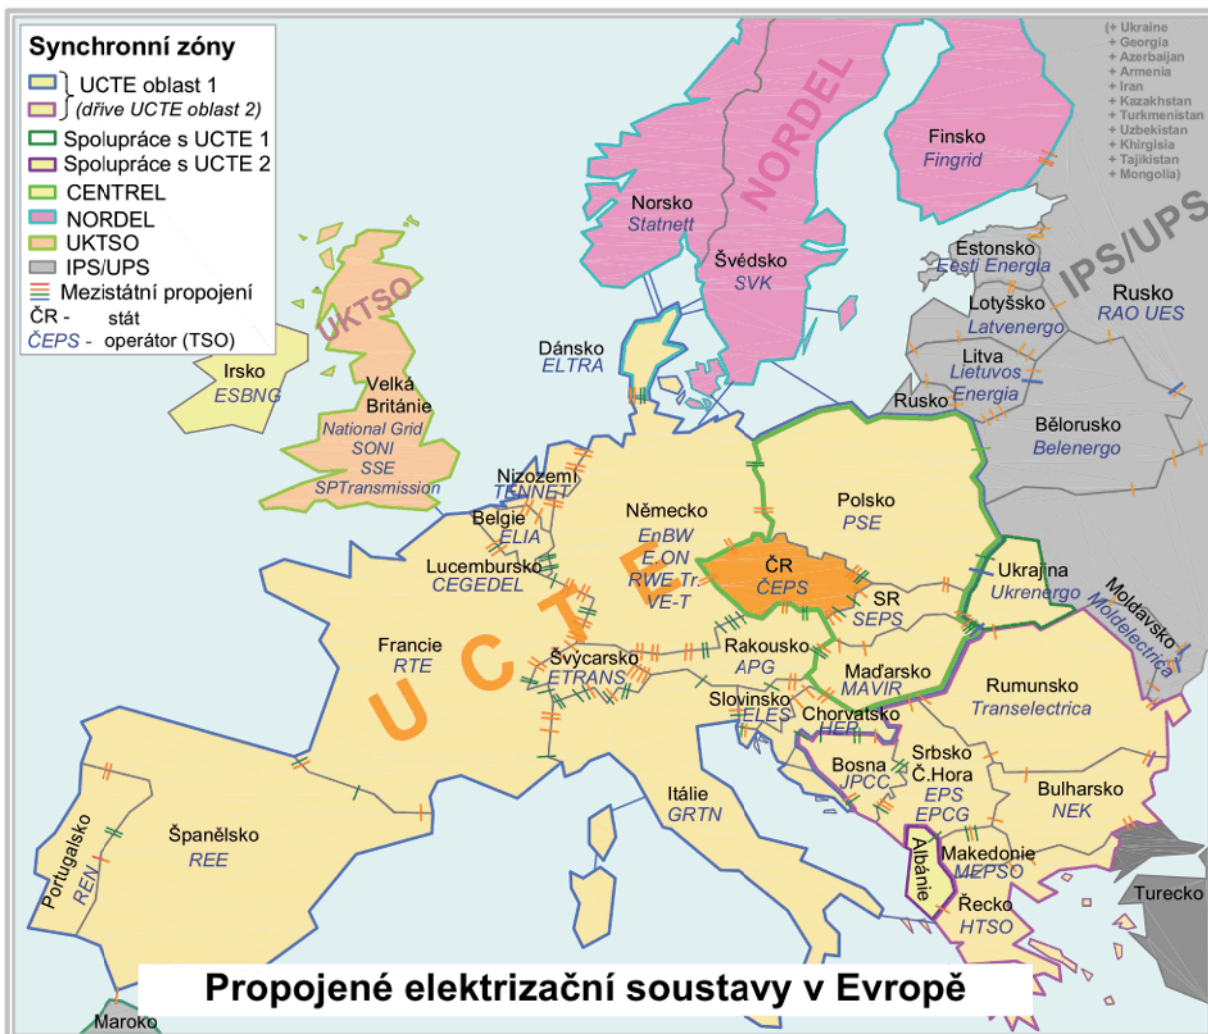 Synchronní zóny
UCTE oblast 1
(dříve UCTE oblast 2)
Spolupráce s UCTE 1
Spolupráce s UCTE 2
CENTREL
NORDEL
UKTSO
IPS/UPS
Mezistátní propojení
ČR - stát
ČEPS - operátor (TSO)
(+ Ukraine
+ Georgia
+ Azerbaijan
+ Armenia
+ Iran
+ Kazakhstan
+ Turkmenistan
+ Uzbekistan
+ Khirgisia
+ Tajikistan
+ Mongolia)
NORDEL
Finsko
Fingrid
Norsko
Statnett
Švédsko
SVK
IPS/UPS
Estonsko
Eesti Energia
Lotyšsko
Latvenergo
Rusko
RAO UES
Litva
Lietuvos
Energia
Rusko
Bělorusko
Belenergo
UKTSO
Irsko
ESBNG
Velká
Británie
National Grid
SONI
SSE
SPTransmission
Dánsko
ELTRA
Nizozemí
TENNET
Belgie
ELIA
Lucembursko
CEGEDEL
Německo
EnBW
E.ON
RWE Tr.
VE-T
Polsko
PSE
ČR
ČEPS
SR
SEPS
Ukrajina
Ukrenergo
Moldavsko
Moldelectrica
UCTE
Francie
RTE
Švýcarsko
ETRANS
Rakousko
APG
Maďarsko
MAVIR
Rumunsko
Transelectrica
Slovinsko
ELES
Chorvatsko
HEP
Bosna
JPCC
Srbsko
Č.Hora
EPS
EPCG
Bulharsko
NEK
Itálie
GRTN
Portugalsko
REN
Španělsko
REE
Albánie
Makedonie
MEPSO
Řecko
HTSO
Turecko
Maroko
Propojené elektrizační soustavy v Evropě